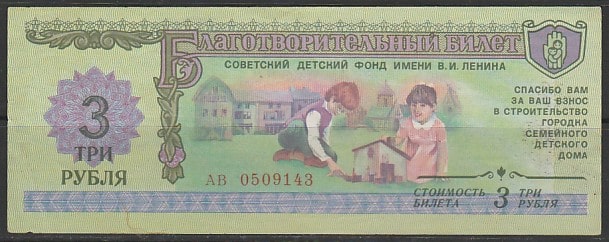 Благотворительный билет
СОВЕТСКИЙ ДЕТСКИЙ ФОНД ИМЕНИ В.И.ЛЕНИНА
3
ТРИ
РУБЛЯ
СПАСИБО ВАМ
ЗА ВАШ ВЗНОС
В СТРОИТЕЛЬСТВО
ГОРОДКА
СЕМЕЙНОГО
ДЕТСКОГО
ДОМА
АВ 0509143
СТОИМОСТЬ БИЛЕТА 3 ТРИ РУБЛЯ